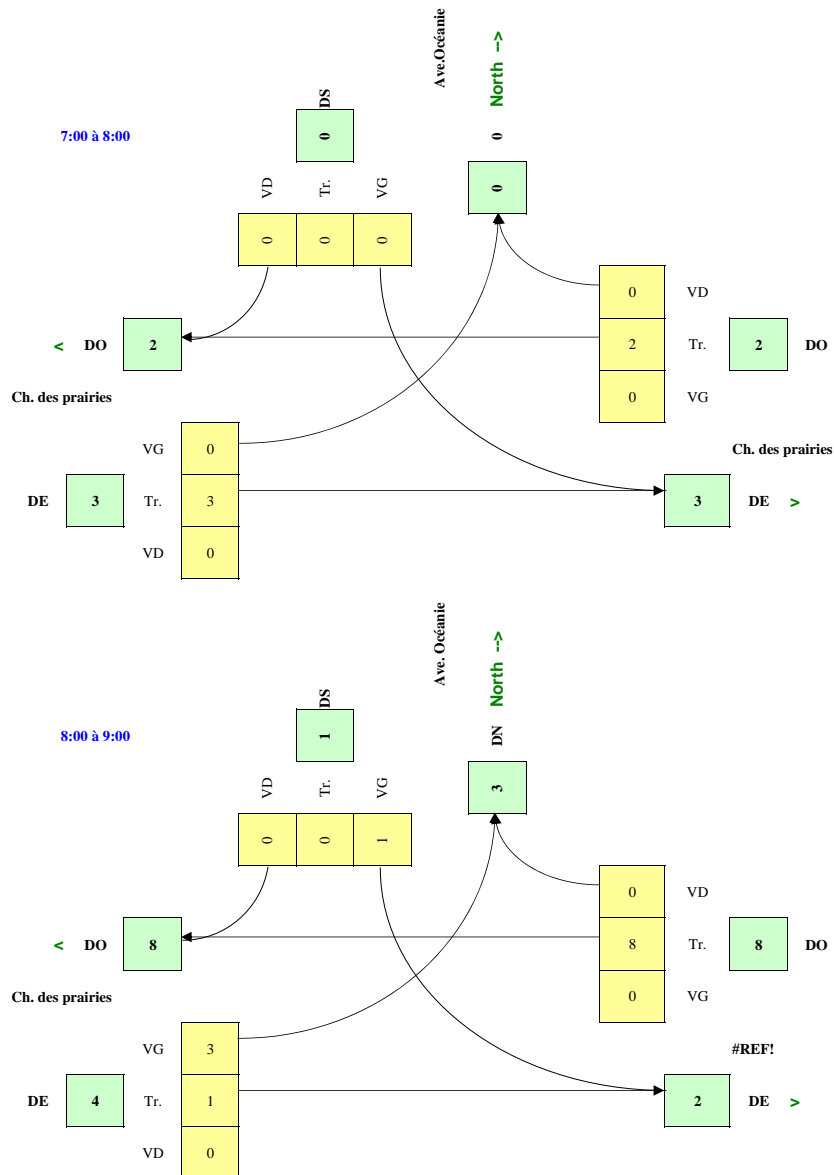 Ave.Océanie
North -->
DS
7:00 à 8:00
0
0
0
VD
Tr.
VG
0
0
0
0
VD
< DO 2
2 Tr. 2 DO
Ch. des prairies
0 VG
VG 0
Ch. des prairies
DE 3 Tr. 3
3 DE >
VD 0
Ave. Océanie
North -->
DS
8:00 à 9:00
1
DN
3
VD
Tr.
VG
0
0
1
0 VD
< DO 8
8 Tr. 8 DO
Ch. des prairies
0 VG
VG 3
#REF!
DE 4 Tr. 1
2 DE >
VD 0